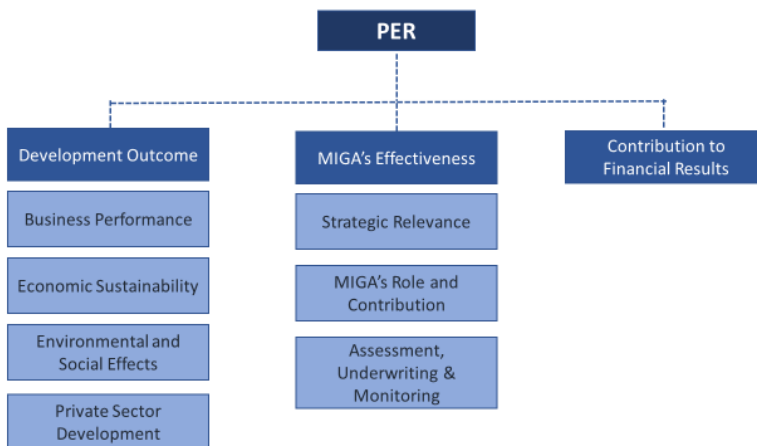 PER
Development Outcome
Business Performance
Economic Sustainability
Environmental and
Social Effects
Private Sector
Development
MIGA's Effectiveness
Strategic Relevance
MIGA's Role and
Contribution
Assessment,
Underwriting &
Monitoring
Contribution to
Financial Results